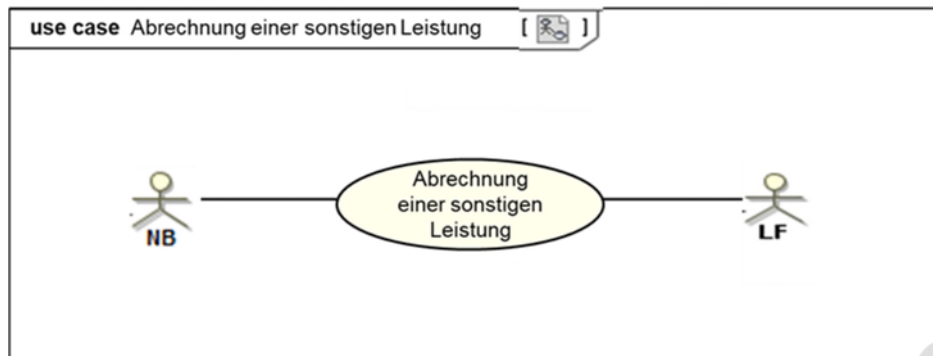 use case Abrechnung einer sonstigen Leistung [ ]
Abrechnung
einer sonstigen
Leistung
NB
LF